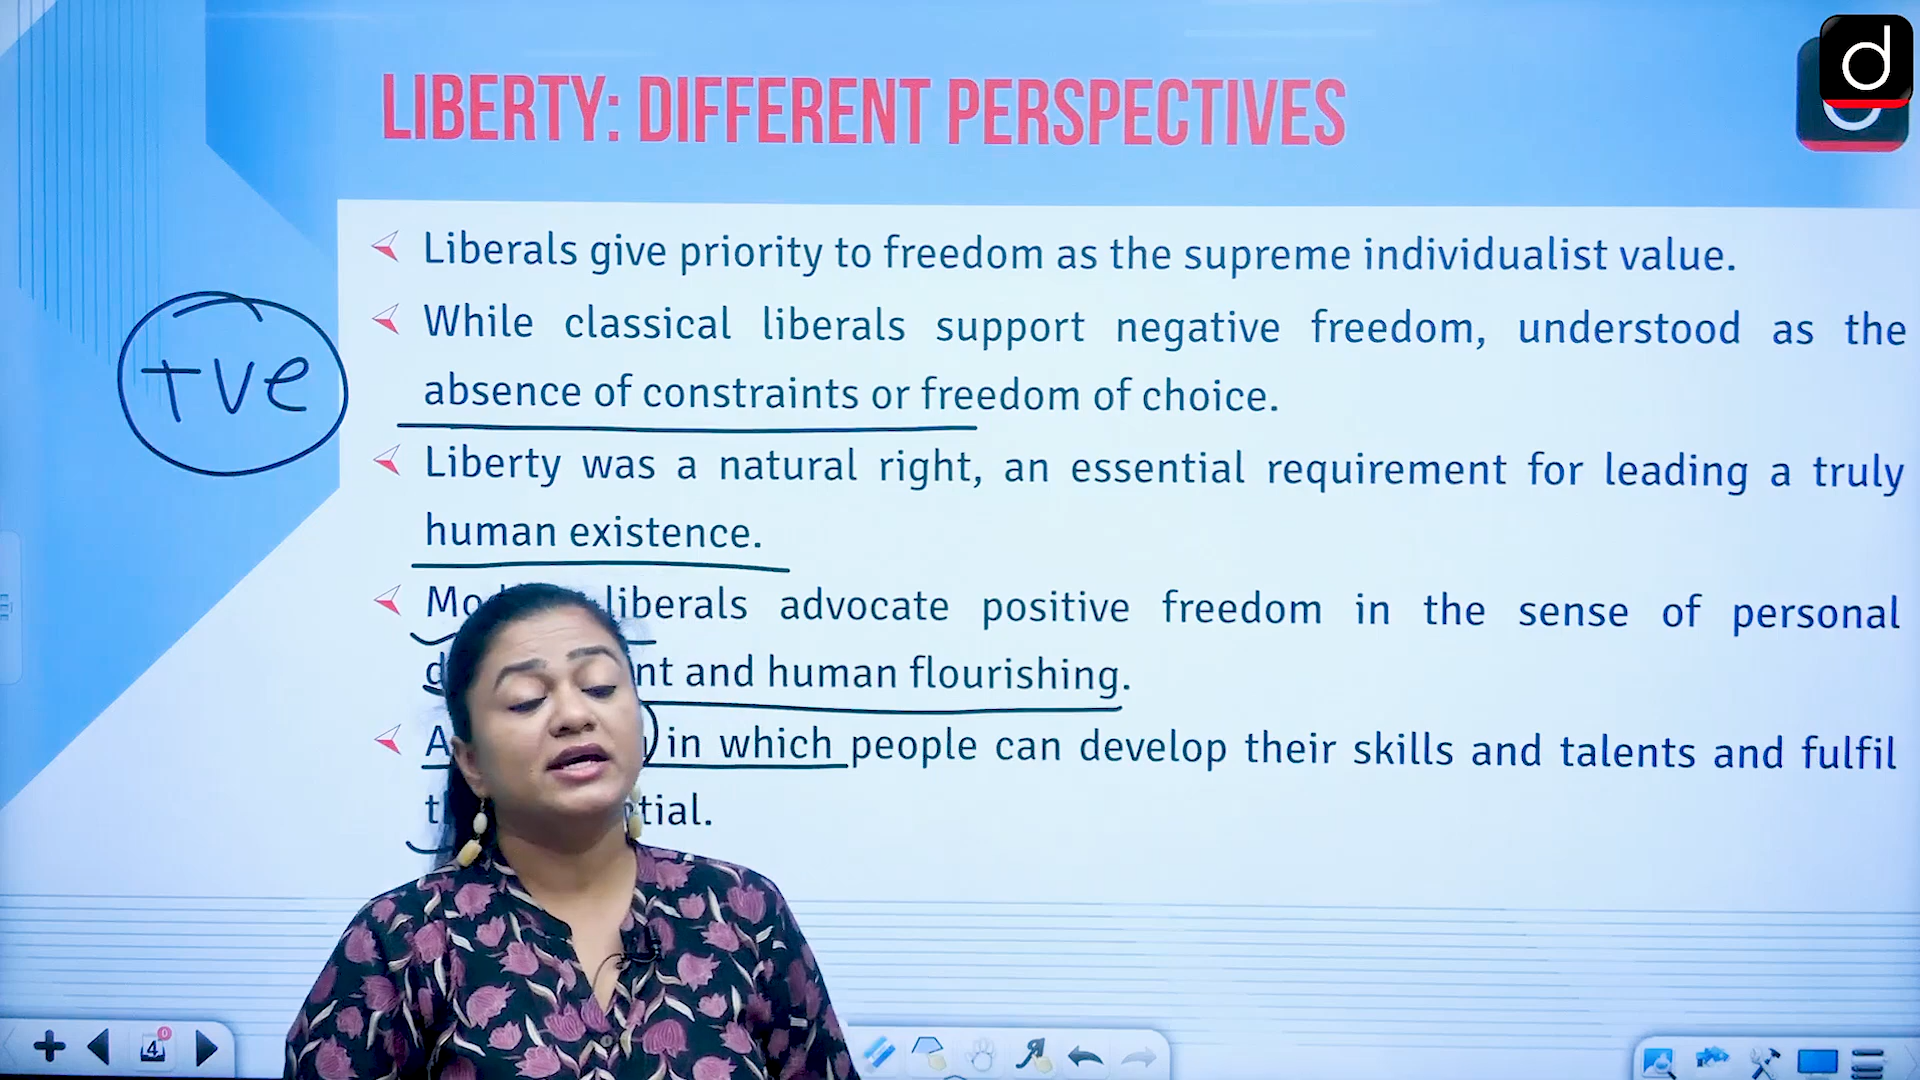 d
LIBERTY: DIFFERENT PERSPECTIVES
Liberals give priority to freedom as the supreme individualist value.
While classical liberals support negative freedom, understood as the
absence of constraints or freedom of choice.
+ve
Liberty was a natural right, an essential requirement for leading a truly
human existence.
liberals advocate positive freedom in the sense of personal
and human flourishing.
in which people can develop their skills and talents and fulfil
4
0